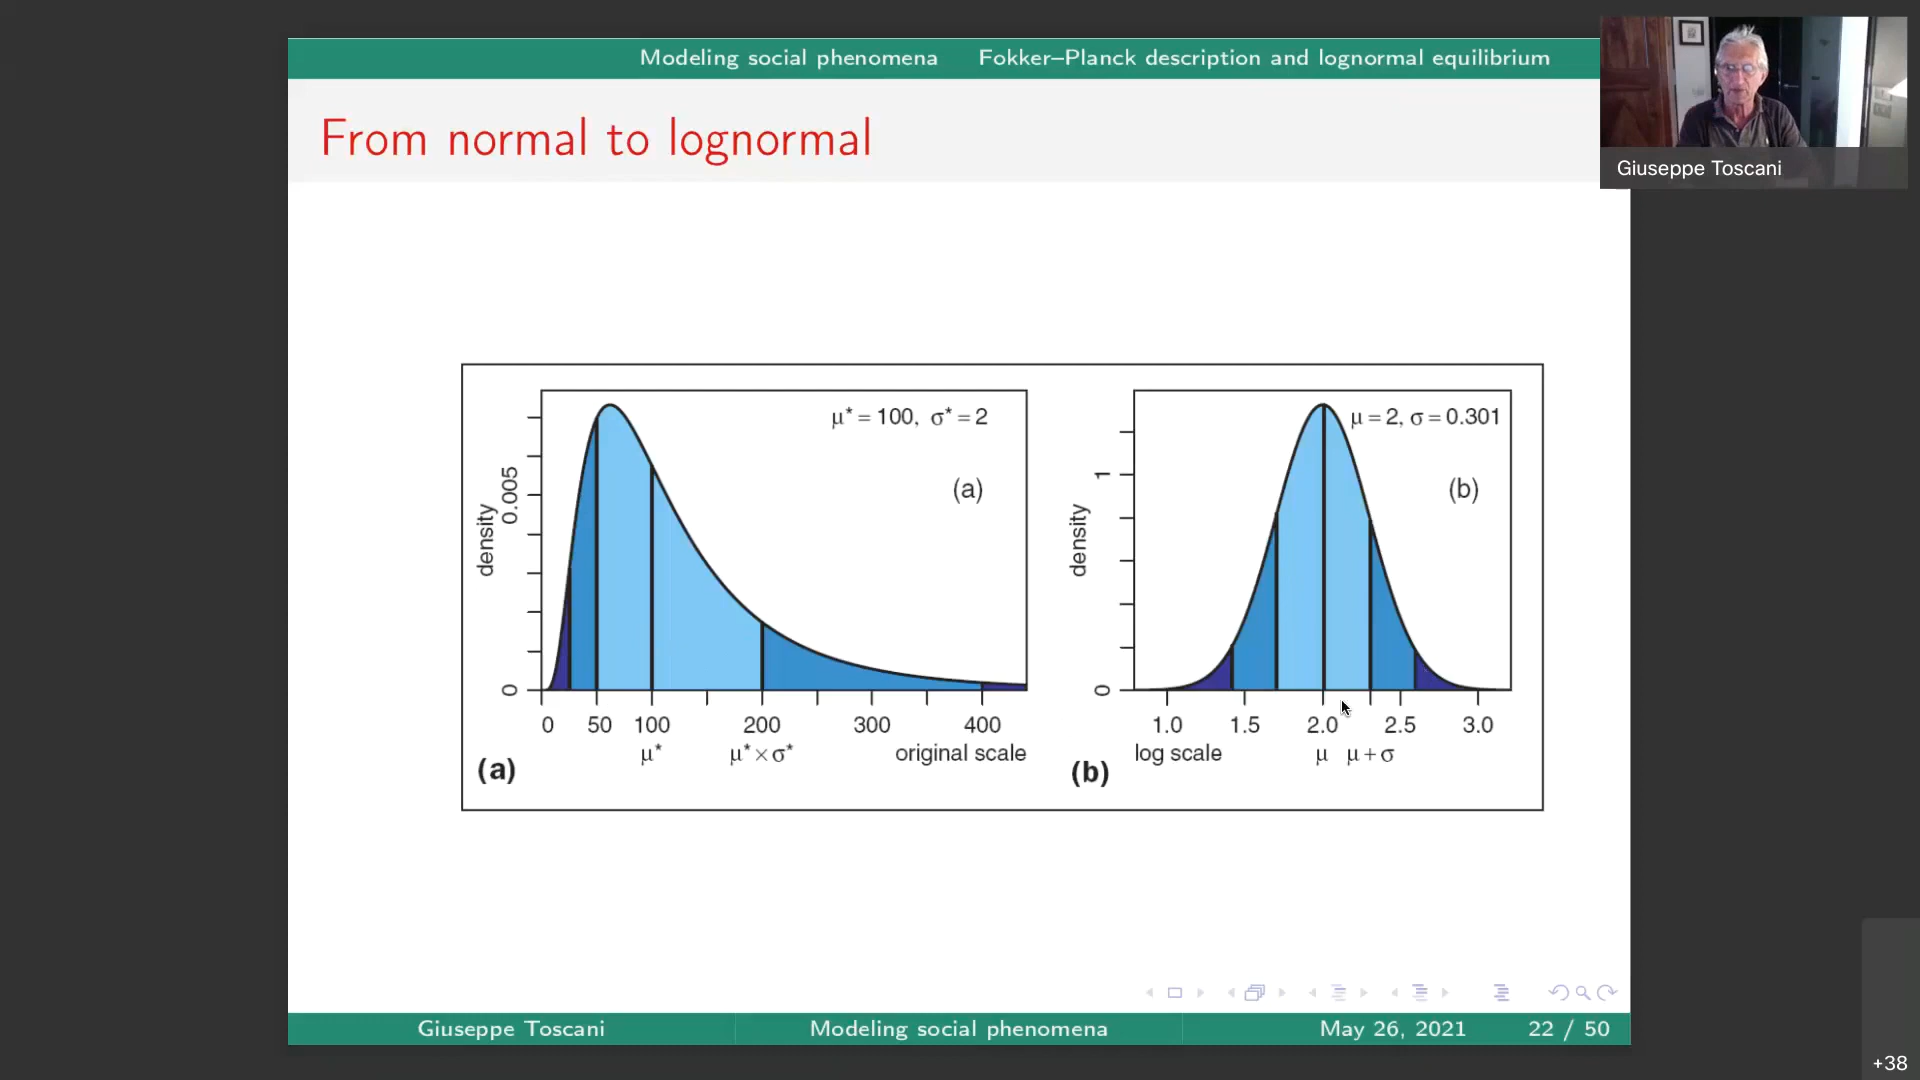 Modeling social phenomena Fokker–Planck description and lognormal equilibrium
Giuseppe Toscani
From normal to lognormal
μ* = 100, σ* = 2
(a)
density
0 0.005
0 50 100 200 300 400
μ* μ* × σ* original scale
(a)
μ = 2, σ = 0.301
(b)
density
0 1
1.0 1.5 2.0 2.5 3.0
log scale μ μ + σ
(b)
Giuseppe Toscani Modeling social phenomena May 26, 2021 22 / 50
+38